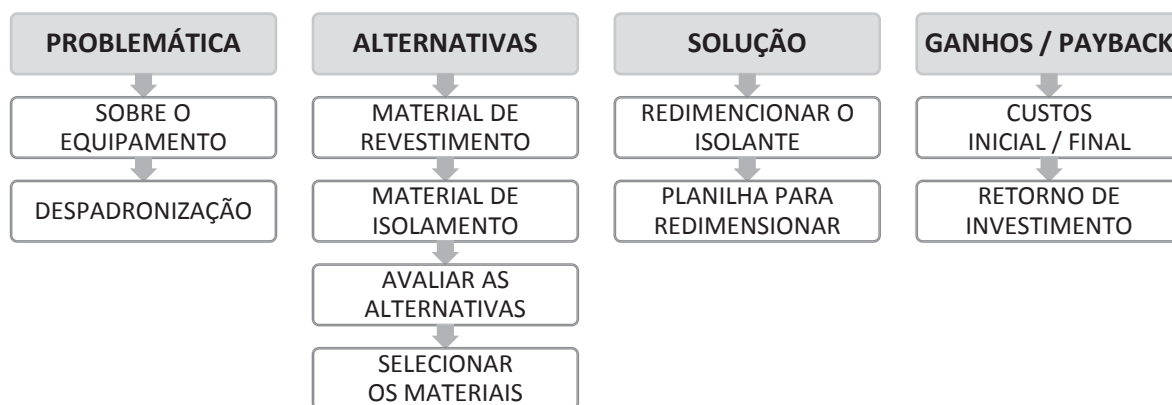 PROBLEMÁTICA
SOBRE O
EQUIPAMENTO
DESPADRONIZAÇÃO
ALTERNATIVAS
MATERIAL DE
REVESTIMENTO
MATERIAL DE
ISOLAMENTO
AVALIAR AS
ALTERNATIVAS
SELECIONAR
OS MATERIAIS
SOLUÇÃO
REDIMENCIONAR O
ISOLANTE
PLANILHA PARA
REDIMENSIONAR
GANHOS / PAYBACK
CUSTOS
INICIAL / FINAL
RETORNO DE
INVESTIMENTO